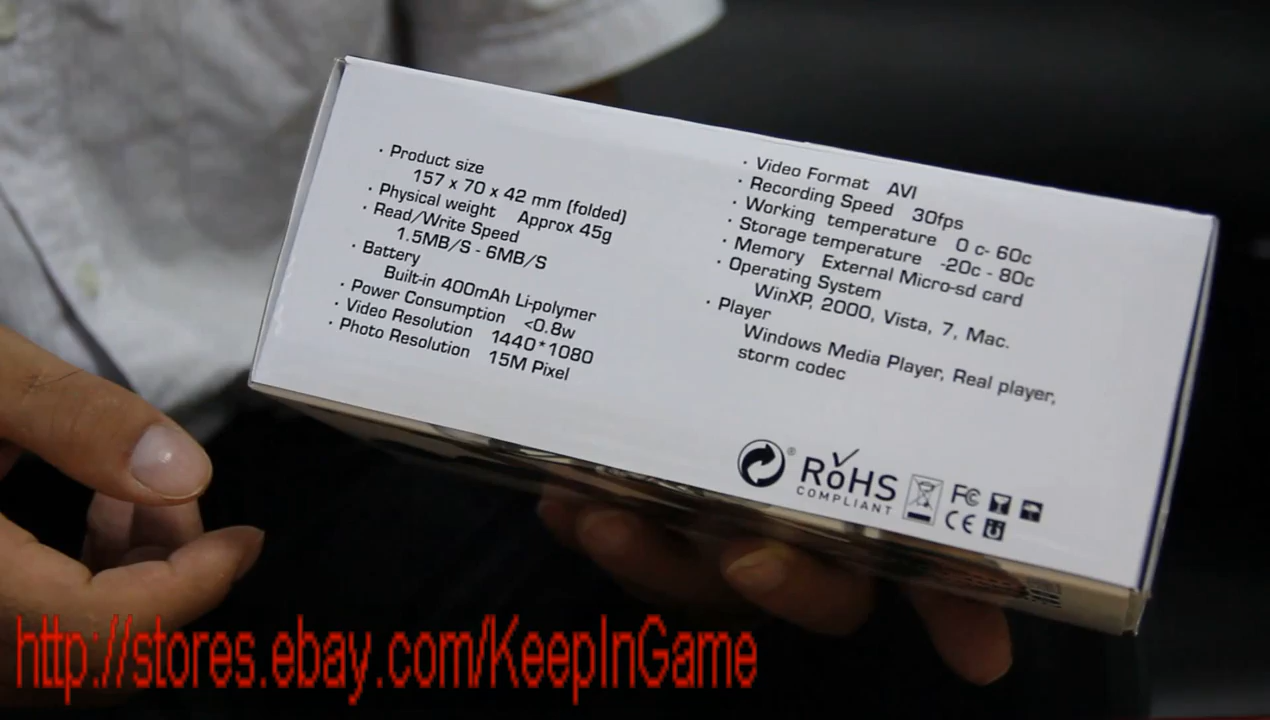 · Product size
157 x 70 x 42 mm (folded)
· Physical weight Approx 45g
· Read/Write Speed
1.5MB/S - 6MB/S
· Battery
Built-in 400mAh Li-polymer
· Power Consumption <0.8w
· Video Resolution 1440*1080
· Photo Resolution 15M Pixel
· Video Format AVI
· Recording Speed 30fps
· Working temperature 0 c- 60c
· Storage temperature -20c - 80c
· Memory External Micro-sd card
· Operating System
WinXP, 2000, Vista, 7, Mac.
· Player
Windows Media Player, Real player,
storm codec
® RoHS
COMPLIANT
FC
CE
http://stores.ebay.com/KeepInGame